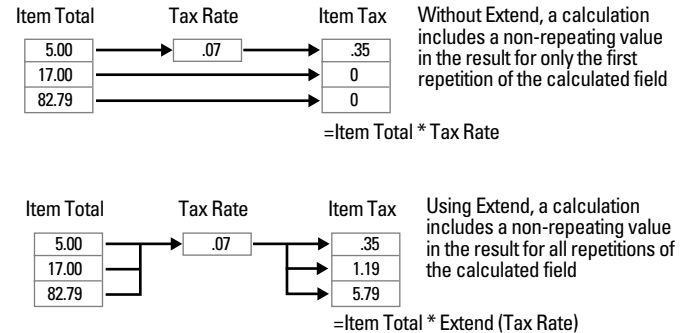 Item Total Tax Rate Item Tax
5.00 .07 .35
17.00 0
82.79 0
=Item Total * Tax Rate
Without Extend, a calculation
includes a non-repeating value
in the result for only the first
repetition of the calculated field
Item Total Tax Rate Item Tax
5.00 .07 .35
17.00 1.19
82.79 5.79
=Item Total * Extend (Tax Rate)
Using Extend, a calculation
includes a non-repeating value
in the result for all repetitions of
the calculated field